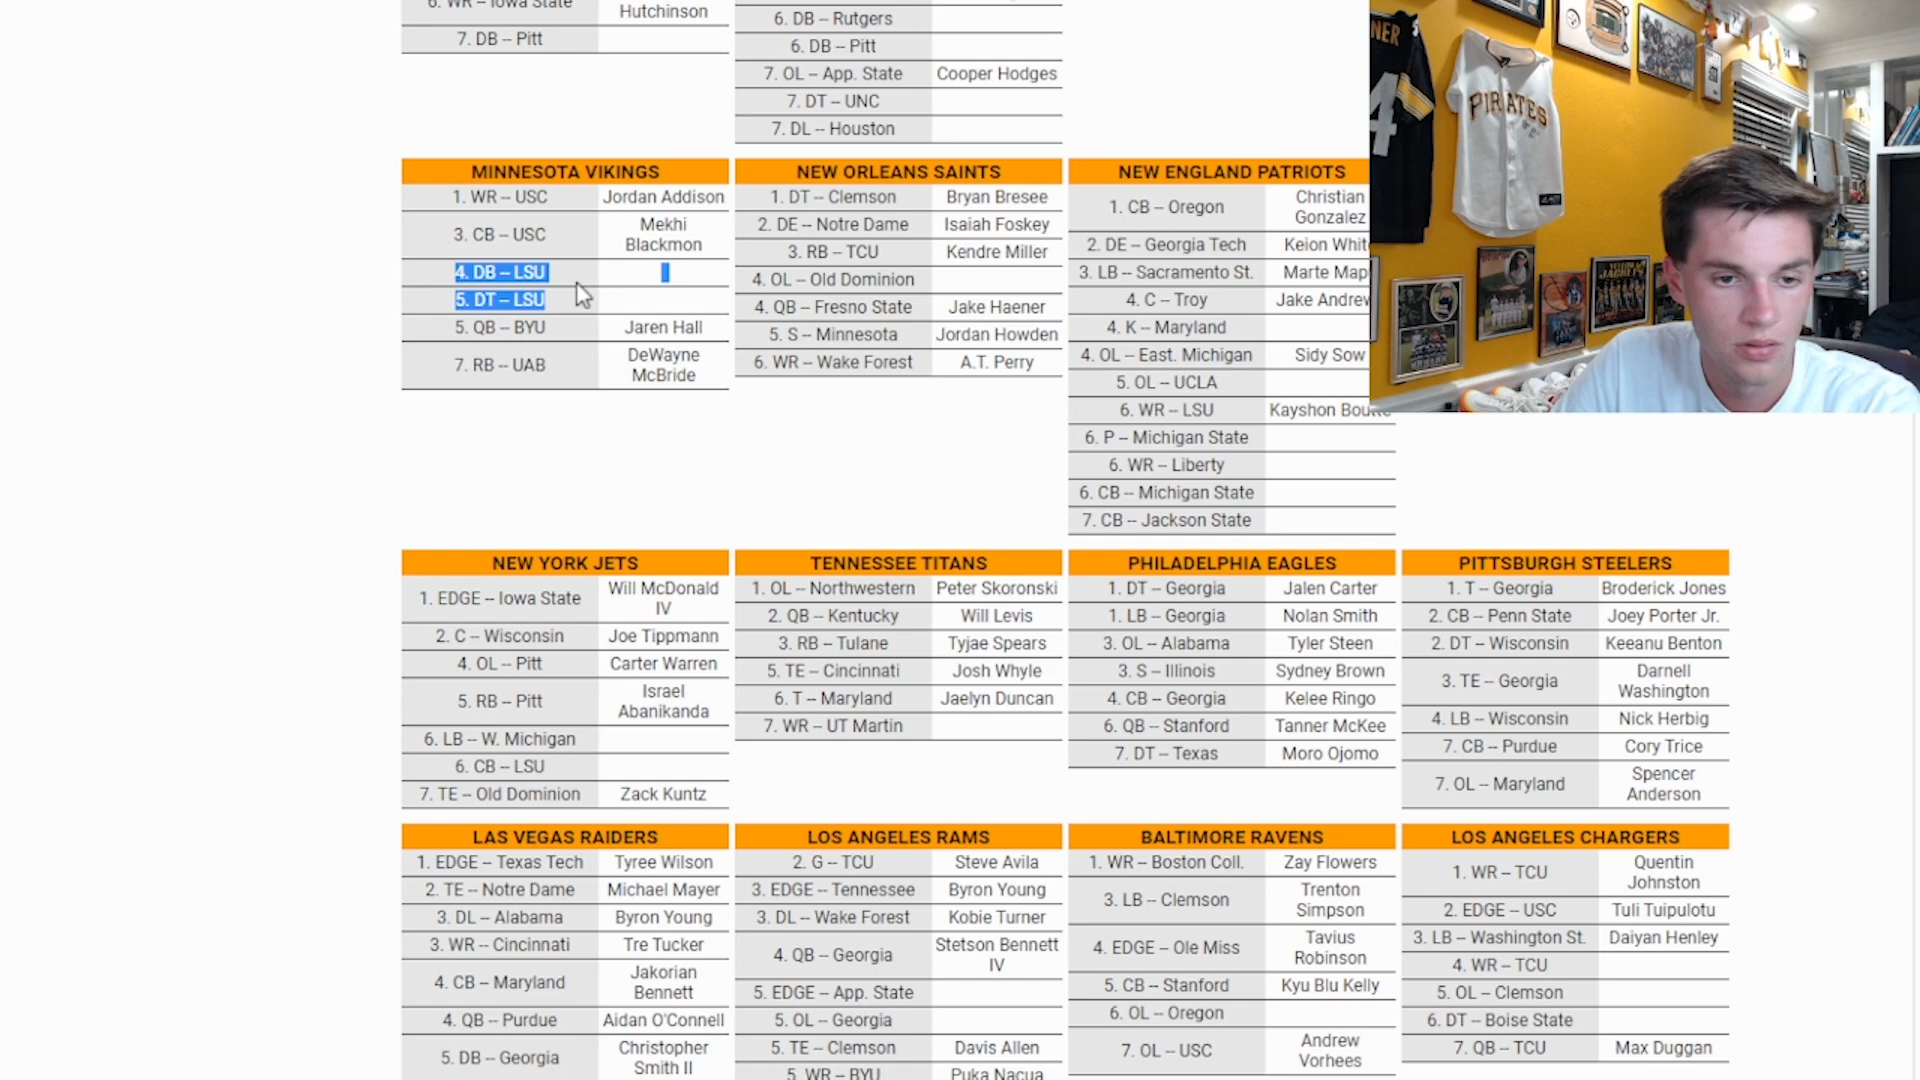 6. WR – Iowa State
Hutchinson
7. DB – Pitt
6. DB – Rutgers
6. DB – Pitt
7. OL – App. State Cooper Hodges
7. DT – UNC
7. DL – Houston
MINNESOTA VIKINGS
1. WR – USC Jordan Addison
3. CB – USC Mekhi
Blackmon
4. DB – LSU
5. DT – LSU
5. QB – BYU Jaren Hall
7. RB – UAB DeWayne
McBride
NEW ORLEANS SAINTS
1. DT – Clemson Bryan Bresee
2. DE – Notre Dame Isaiah Foskey
3. RB – TCU Kendre Miller
4. OL – Old Dominion
4. QB – Fresno State Jake Haener
5. S – Minnesota Jordan Howden
6. WR – Wake Forest A.T. Perry
NEW ENGLAND PATRIOTS
1. CB – Oregon Christian
Gonzalez
2. DE – Georgia Tech Keion White
3. LB – Sacramento St. Marte Map
4. C – Troy Jake Andrew
4. K – Maryland
4. OL – East. Michigan Sidy Sow
5. OL – UCLA
6. WR – LSU Kayshon Boutte
6. P – Michigan State
6. WR – Liberty
6. CB – Michigan State
7. CB – Jackson State
NER
4
PIRATES
NEW YORK JETS
1. EDGE – Iowa State Will McDonald
IV
2. C – Wisconsin Joe Tippmann
4. OL – Pitt Carter Warren
5. RB – Pitt Israel
Abanikanda
6. LB – W. Michigan
6. CB – LSU
7. TE – Old Dominion Zack Kuntz
TENNESSEE TITANS
1. OL – Northwestern Peter Skoronski
2. QB – Kentucky Will Levis
3. RB – Tulane Tyjae Spears
5. TE – Cincinnati Josh Whyle
6. T – Maryland Jaelyn Duncan
7. WR – UT Martin
PHILADELPHIA EAGLES
1. DT – Georgia Jalen Carter
1. LB – Georgia Nolan Smith
3. OL – Alabama Tyler Steen
3. S – Illinois Sydney Brown
4. CB – Georgia Kelee Ringo
6. QB – Stanford Tanner McKee
7. DT – Texas Moro Ojomo
PITTSBURGH STEELERS
1. T – Georgia Broderick Jones
2. CB – Penn State Joey Porter Jr.
2. DT – Wisconsin Keeanu Benton
3. TE – Georgia Darnell
Washington
4. LB – Wisconsin Nick Herbig
7. CB – Purdue Cory Trice
7. OL – Maryland Spencer
Anderson
LAS VEGAS RAIDERS
1. EDGE – Texas Tech Tyree Wilson
2. TE – Notre Dame Michael Mayer
3. DL – Alabama Byron Young
3. WR – Cincinnati Tre Tucker
4. CB – Maryland Jakorian
Bennett
4. QB – Purdue Aidan O'Connell
5. DB – Georgia Christopher
Smith II
LOS ANGELES RAMS
2. G – TCU Steve Avila
3. EDGE – Tennessee Byron Young
3. DL – Wake Forest Kobie Turner
4. QB – Georgia Stetson Bennett
IV
5. EDGE – App. State
5. OL – Georgia
5. TE – Clemson Davis Allen
5. WR – BYU Puka Nacua
BALTIMORE RAVENS
1. WR – Boston Coll. Zay Flowers
3. LB – Clemson Trenton
Simpson
4. EDGE – Ole Miss Tavius
Robinson
5. CB – Stanford Kyu Blu Kelly
6. OL – Oregon
7. OL – USC Andrew
Vorhees
LOS ANGELES CHARGERS
1. WR – TCU Quentin
Johnston
2. EDGE – USC Tuli Tuipulotu
3. LB – Washington St. Daiyan Henley
4. WR – TCU
5. OL – Clemson
6. DT – Boise State
7. QB – TCU Max Duggan